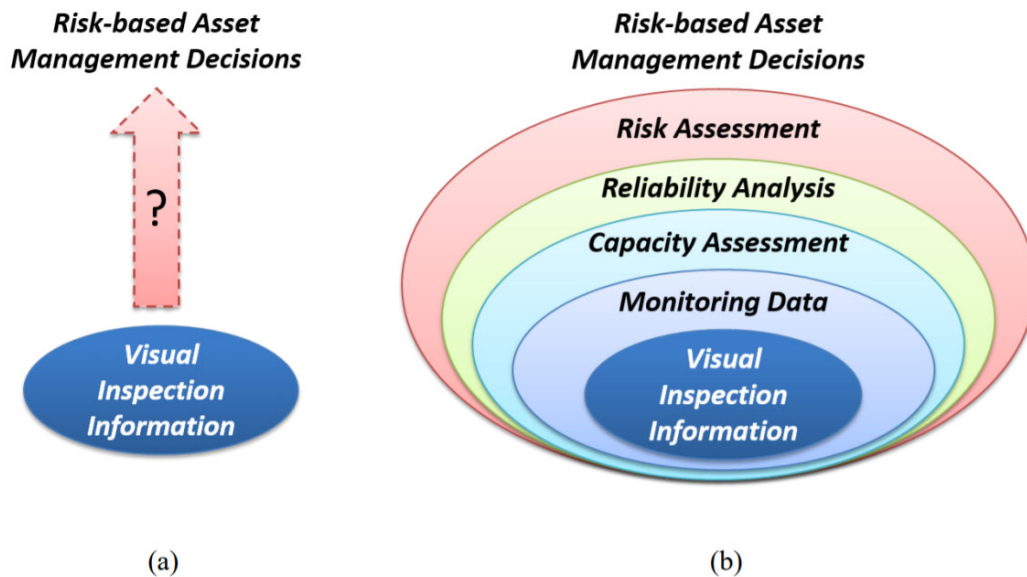 Risk-based Asset
Management Decisions
?
Visual
Inspection
Information
(a)
Risk-based Asset
Management Decisions
Risk Assessment
Reliability Analysis
Capacity Assessment
Monitoring Data
Visual
Inspection
Information
(b)